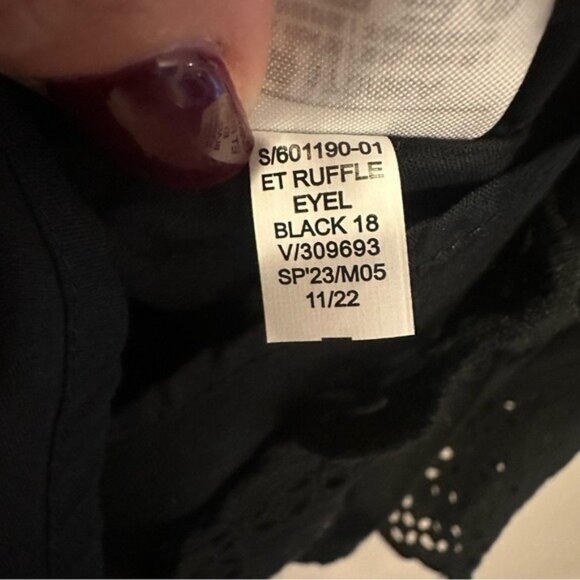 S/601190-01
ET RUFFLE
EYEL
BLACK 18
V/309693
SP'23/M05
11/22